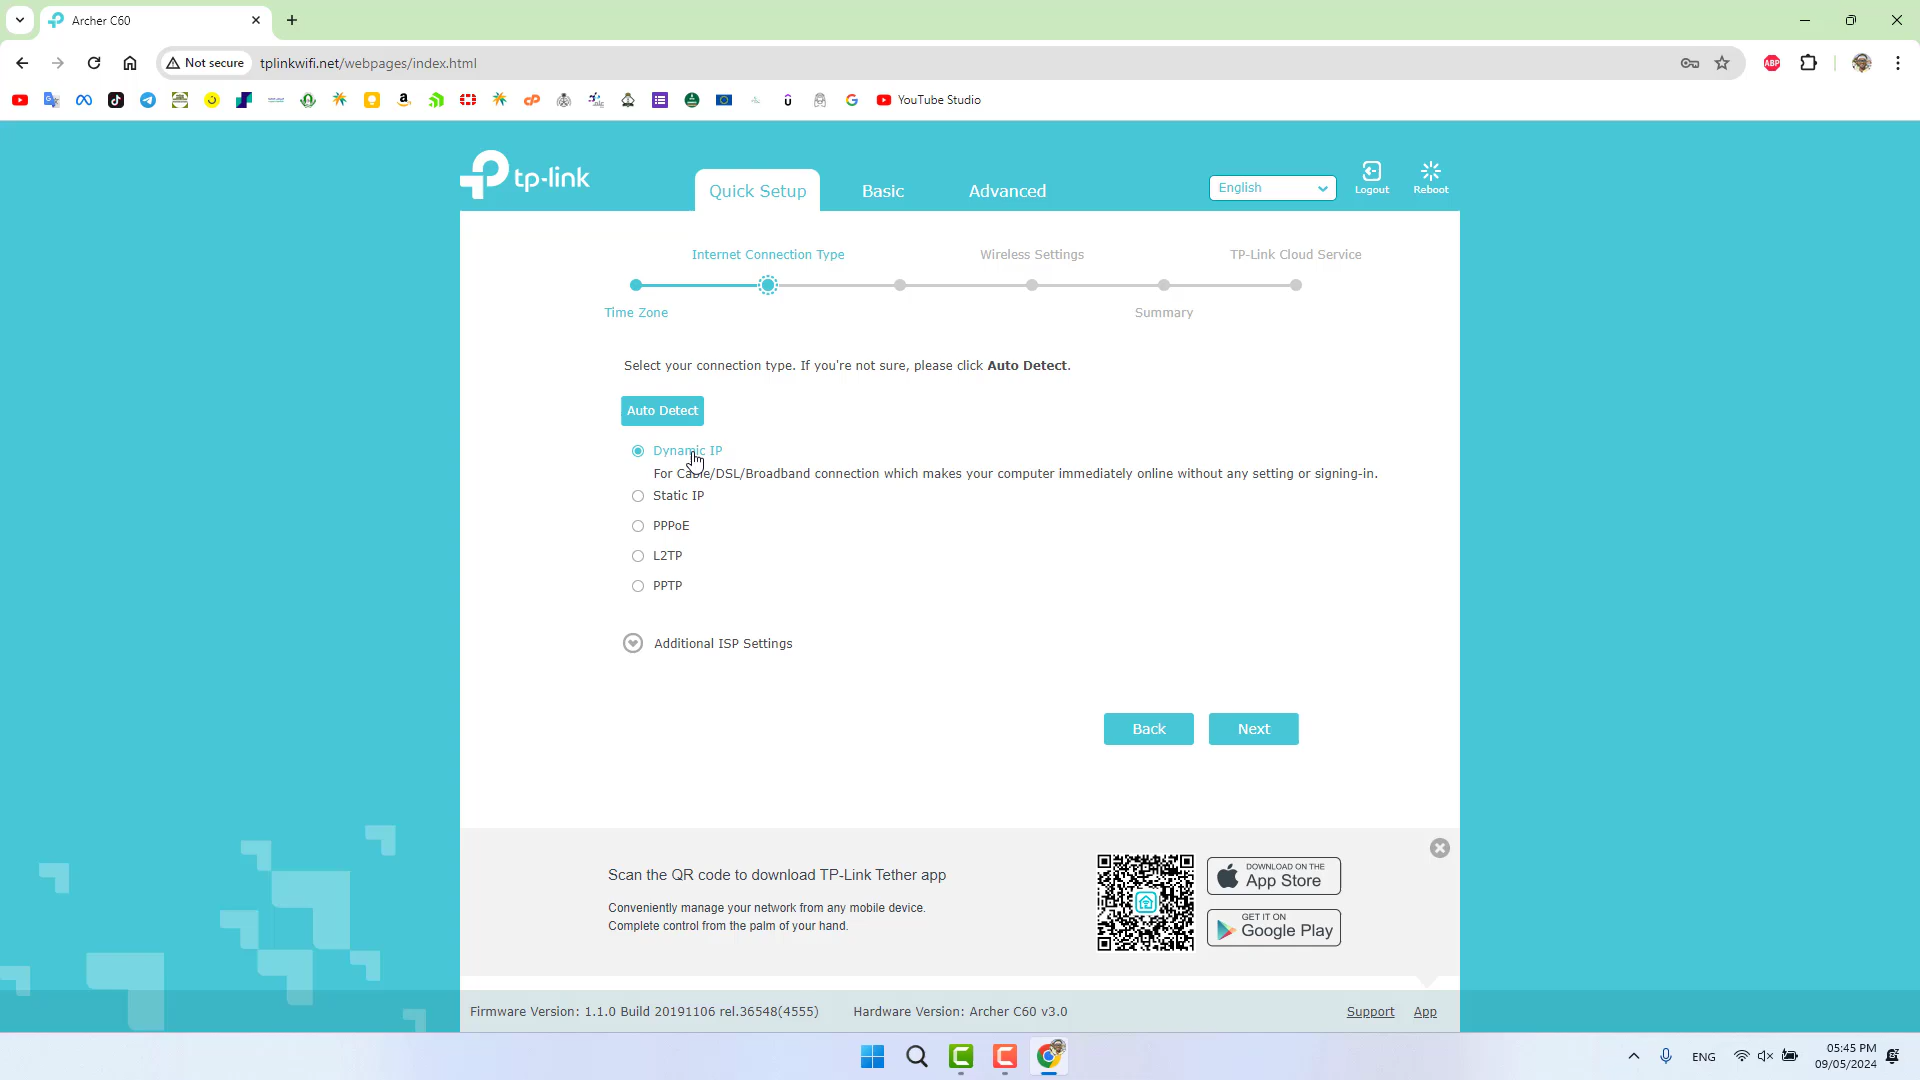 Archer C60
Not secure
tplinkwifi.net/webpages/index.html
ABP
YouTube Studio
tp-link
Quick Setup
Basic
Advanced
English
Logout
Reboot
Internet Connection Type
Wireless Settings
TP-Link Cloud Service
Time Zone
Summary
Select your connection type. If you're not sure, please click Auto Detect.
Auto Detect
Dynamic IP
For Cable/DSL/Broadband connection which makes your computer immediately online without any setting or signing-in.
Static IP
PPPoE
L2TP
PPTP
Additional ISP Settings
Back
Next
Scan the QR code to download TP-Link Tether app
Conveniently manage your network from any mobile device.
Complete control from the palm of your hand.
DOWNLOAD ON THE
App Store
GET IT ON
Google Play
Firmware Version: 1.1.0 Build 20191106 rel.36548(4555)
Hardware Version: Archer C60 v3.0
Support
App
ENG
05:45 PM
09/05/2024